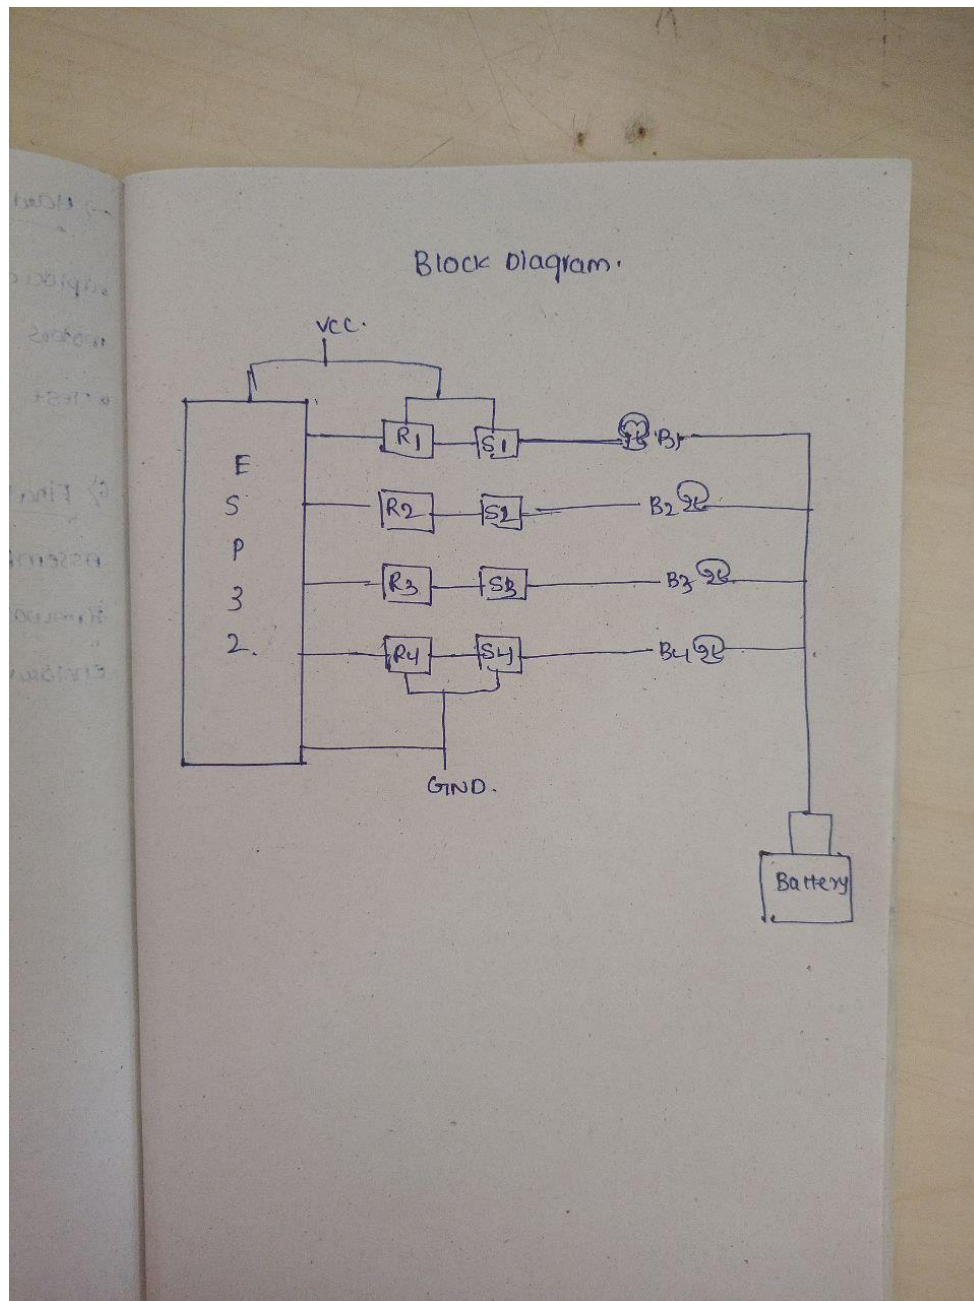 Block Diagram.
VCC.
E
S
P
3
2.
R1 S1 B1
R2 S2 B2
R3 S3 B3
R4 S4 B4
GND.
Battery